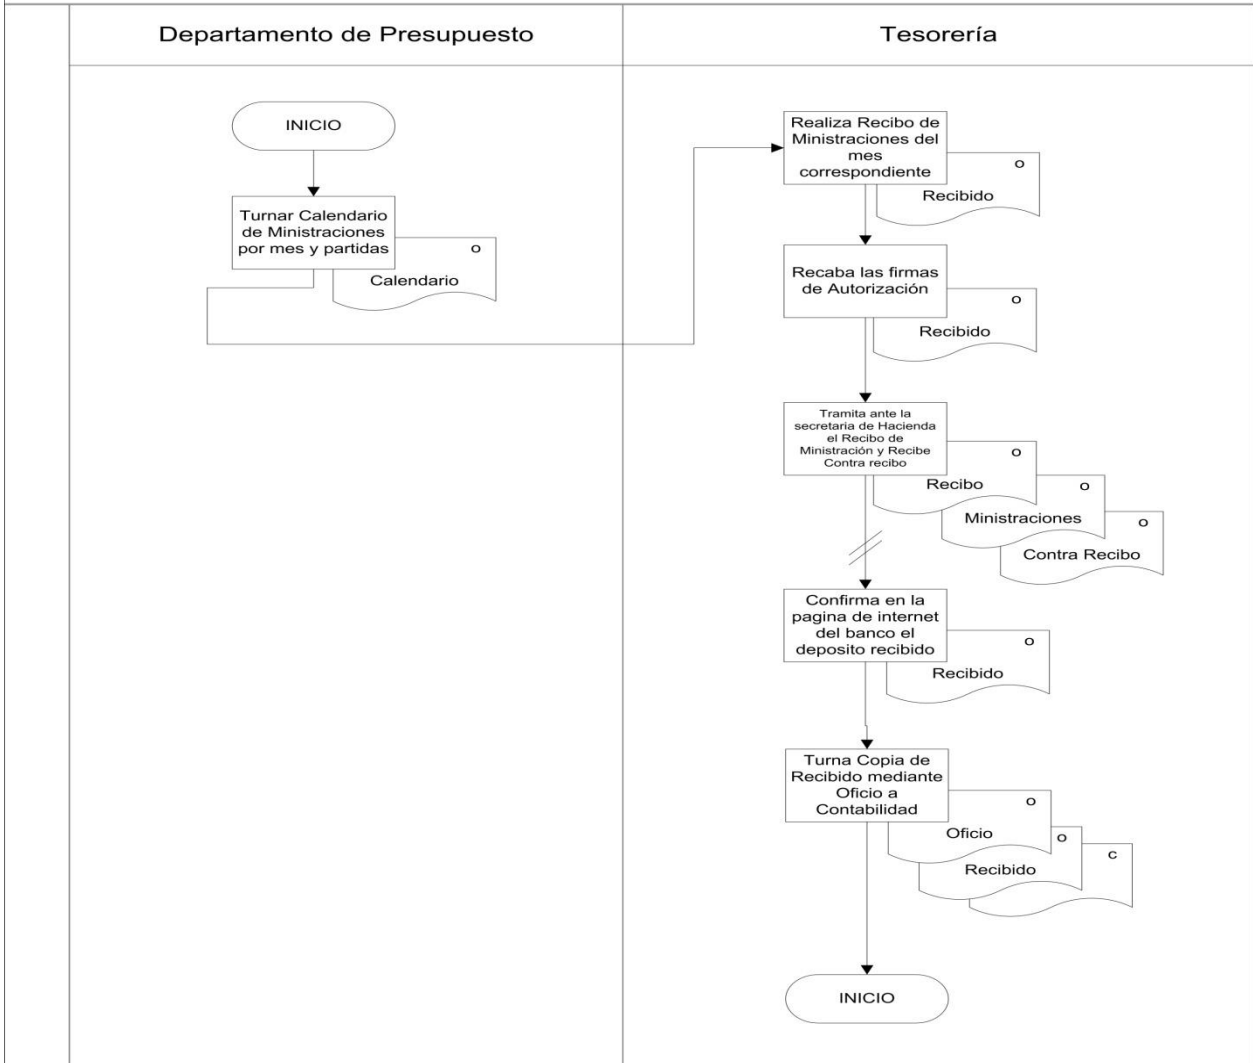 Departamento de Presupuesto
Tesorería
INICIO
Turnar Calendario
de Ministraciones
por mes y partidas
o
Calendario
Realiza Recibo de
Ministraciones del
mes
correspondiente
o
Recibido
Recaba las firmas
de Autorización
o
Recibido
Tramita ante la
secretaria de Hacienda
el Recibo de
Ministración y Recibe
Contra recibo
o
Recibo
o
Ministraciones
o
Contra Recibo
Confirma en la
pagina de internet
del banco el
deposito recibido
o
Recibido
Turna Copia de
Recibido mediante
Oficio a
Contabilidad
o
Oficio
o
Recibido
c
INICIO